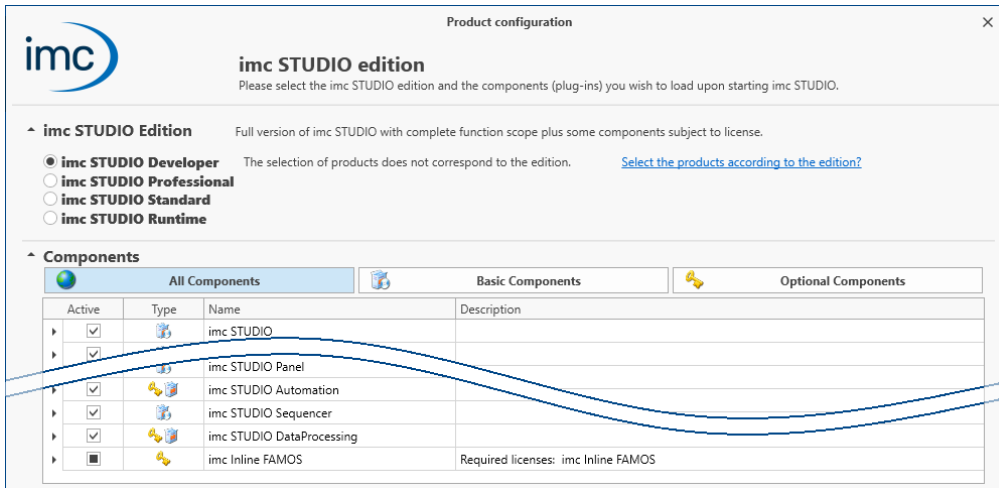 Product configuration
imc
imc STUDIO edition
Please select the imc STUDIO edition and the components (plug-ins) you wish to load upon starting imc STUDIO.
imc STUDIO Edition Full version of imc STUDIO with complete function scope plus some components subject to license.
imc STUDIO Developer The selection of products does not correspond to the edition. Select the products according to the edition?
imc STUDIO Professional
imc STUDIO Standard
imc STUDIO Runtime
Components
All Components Basic Components Optional Components
Active Type Name Description
imc STUDIO
imc STUDIO Panel
imc STUDIO Automation
imc STUDIO Sequencer
imc STUDIO DataProcessing
imc Inline FAMOS Required licenses: imc Inline FAMOS